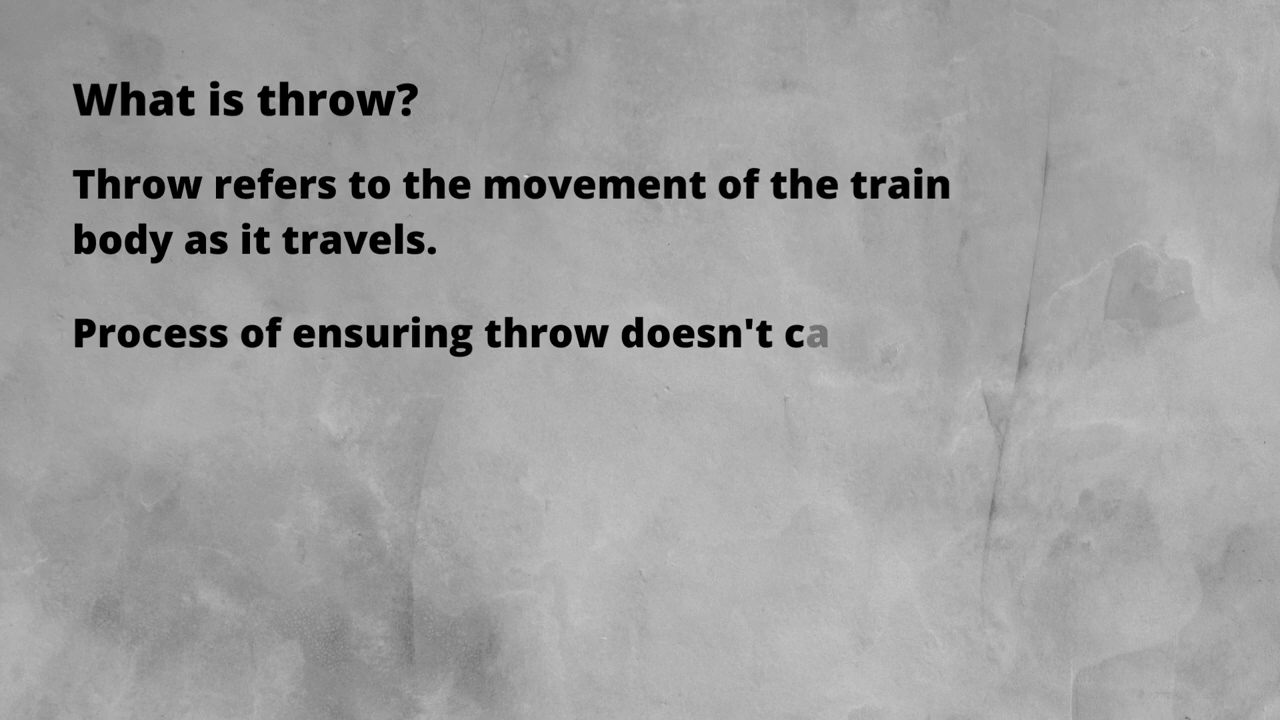 What is throw?
Throw refers to the movement of the train
body as it travels.
Process of ensuring throw doesn't ca